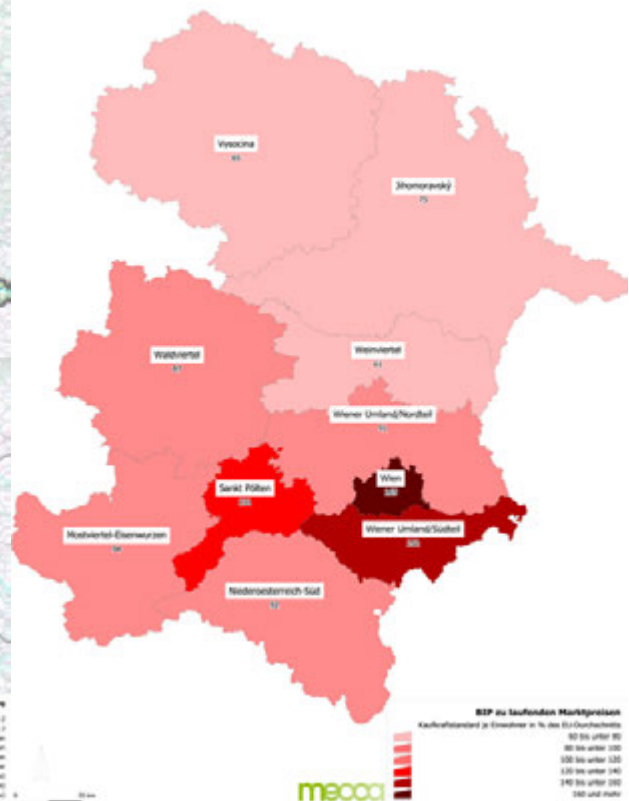 Vysocina
Jihomoravský
75
Weinviertel
Waldviertel
Wiener Umland/Nordteil
Wien
Sankt Pölten
Wiener Umland/Südteil
Mostviertel-Eisenwurzen
Niederoesterreich-Süd
BIP zu laufenden Marktpreisen
Kaufkraftstandard je Einwohner in % des EU-Durchschnitts
60 bis unter 80
80 bis unter 100
100 bis unter 120
120 bis unter 140
140 bis unter 160
160 und mehr
mecca